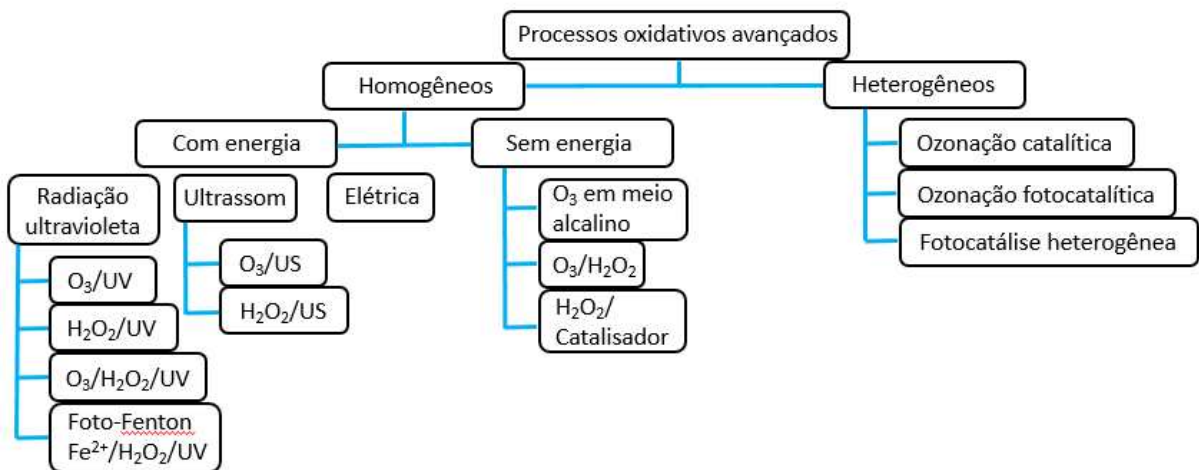 Processos oxidativos avançados
Homogêneos
Heterogêneos
Com energia
Sem energia
Radiação
ultravioleta
Ultrassom
Elétrica
O₃/UV
H₂O₂/UV
O₃/H₂O₂/UV
Foto-Fenton
Fe²⁺/H₂O₂/UV
O₃/US
H₂O₂/US
O₃ em meio
alcalino
O₃/H₂O₂
H₂O₂/
Catalisador
Ozonação catalítica
Ozonação fotocatalítica
Fotocatálise heterogênea